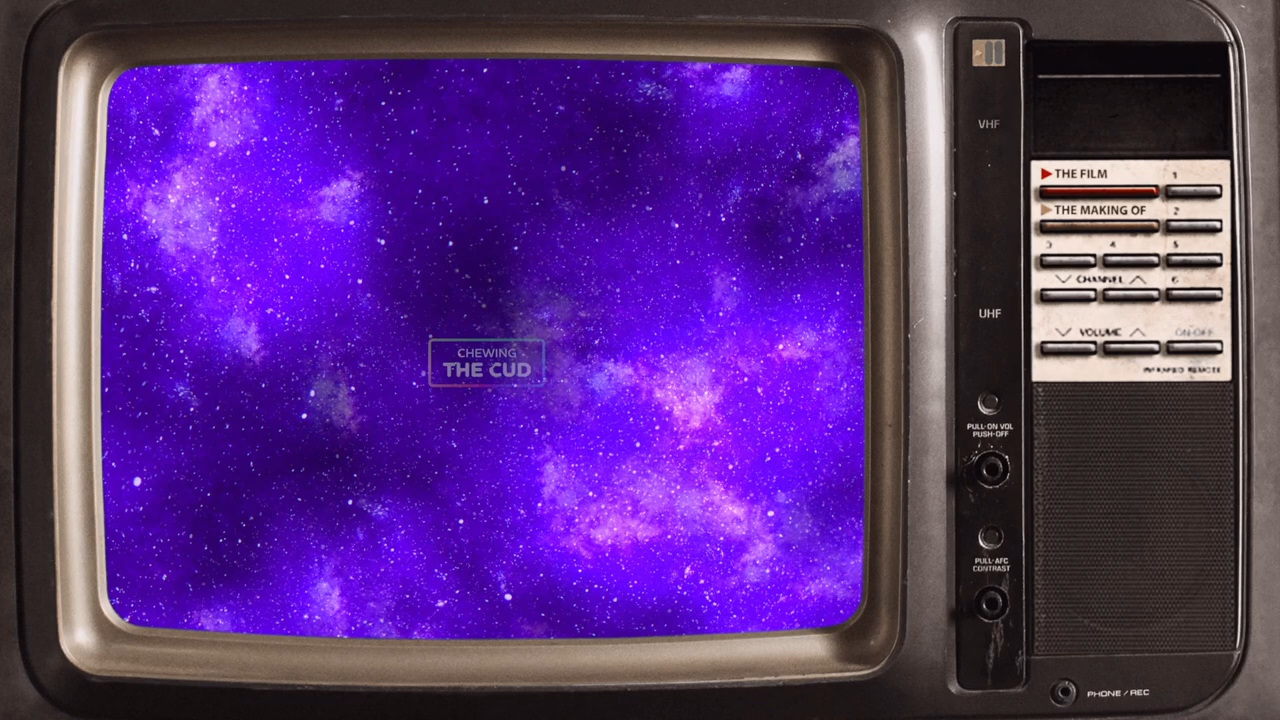 CHEWING
THE CUD
VHF
UHF
PULL-ON VOL
PUSH-OFF
PULL-AFC
CONTRAST
THE FILM
1
THE MAKING OF
2
3 4 5
CHANNEL 6
VOLUME ON-OFF
INFRARED REMOTE
PHONE / REC